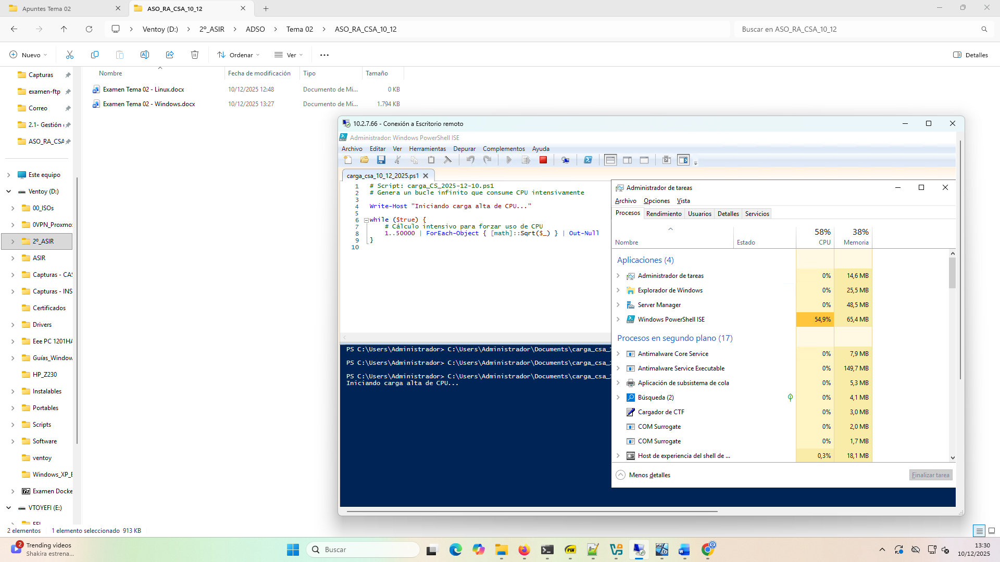 Apuntes Tema 02
ASO_RA_CSA_10_12
Ventoy (D:) > 2º_ASIR > ADSO > Tema 02 > ASO_RA_CSA_10_12
Buscar en ASO_RA_CSA_10_12
Nuevo
Ordenar
Ver
Detalles
Nombre
Fecha de modificación
Tipo
Tamaño
Examen Tema 02 - Linux.docx
10/12/2025 12:48
Documento de Mi...
0 KB
Examen Tema 02 - Windows.docx
10/12/2025 13:27
Documento de Mi...
1.794 KB
Capturas
examen-ftp
Correo
2.1- Gestión
ASO_RA_CSA
Este equipo
Ventoy (D:)
00_ISOs
0VPN_Proxmo
2º_ASIR
ASIR
Capturas - CA
Capturas - INS
Certificados
Drivers
Eee PC 1201HA
Guías_Window
HP_Z230
Instalables
Portables
Scripts
Software
ventoy
Windows_XP_E
Examen Docke
VTOYEFI (E:)
EFI
2 elementos
1 elemento seleccionado 913 KB
10.2.7.66 - Conexión a Escritorio remoto
Administrador: Windows PowerShell ISE
Archivo Editar Ver Herramientas Depurar Complementos Ayuda
carga_csa_10_12_2025.ps1
1 # Script: carga_CS_2025-12-10.ps1
2 # Genera un bucle infinito que consume CPU intensivamente
3
4 Write-Host "Iniciando carga alta de CPU..."
5
6 while ($true) {
7 # Cálculo intensivo para forzar uso de CPU
8 1..50000 | ForEach-Object { [math]::Sqrt($_) } | Out-Null
9 }
10
PS C:\Users\Administrador> C:\Users\Administrador\Documents\carga_csa_
PS C:\Users\Administrador> C:\Users\Administrador\Documents\carga_csa_
PS C:\Users\Administrador> C:\Users\Administrador\Documents\carga_csa_
Iniciando carga alta de CPU...
Administrador de tareas
Archivo Opciones Vista
Procesos Rendimiento Usuarios Detalles Servicios
58% 38%
Nombre Estado CPU Memoria
Aplicaciones (4)
Administrador de tareas 0% 14,6 MB
Explorador de Windows 0% 25,5 MB
Server Manager 0% 48,5 MB
Windows PowerShell ISE 54,9% 65,4 MB
Procesos en segundo plano (17)
Antimalware Core Service 0% 7,9 MB
Antimalware Service Executable 0% 149,7 MB
Aplicación de subsistema de cola 0% 5,3 MB
Búsqueda (2) 0% 4,1 MB
Cargador de CTF 0% 3,0 MB
COM Surrogate 0% 2,0 MB
COM Surrogate 0% 1,7 MB
Host de experiencia del shell de ... 0,3% 18,1 MB
Menos detalles
Finalizar tarea
2
Trending videos
Shakira estrena...
Buscar
PDF
13:30
10/12/2025